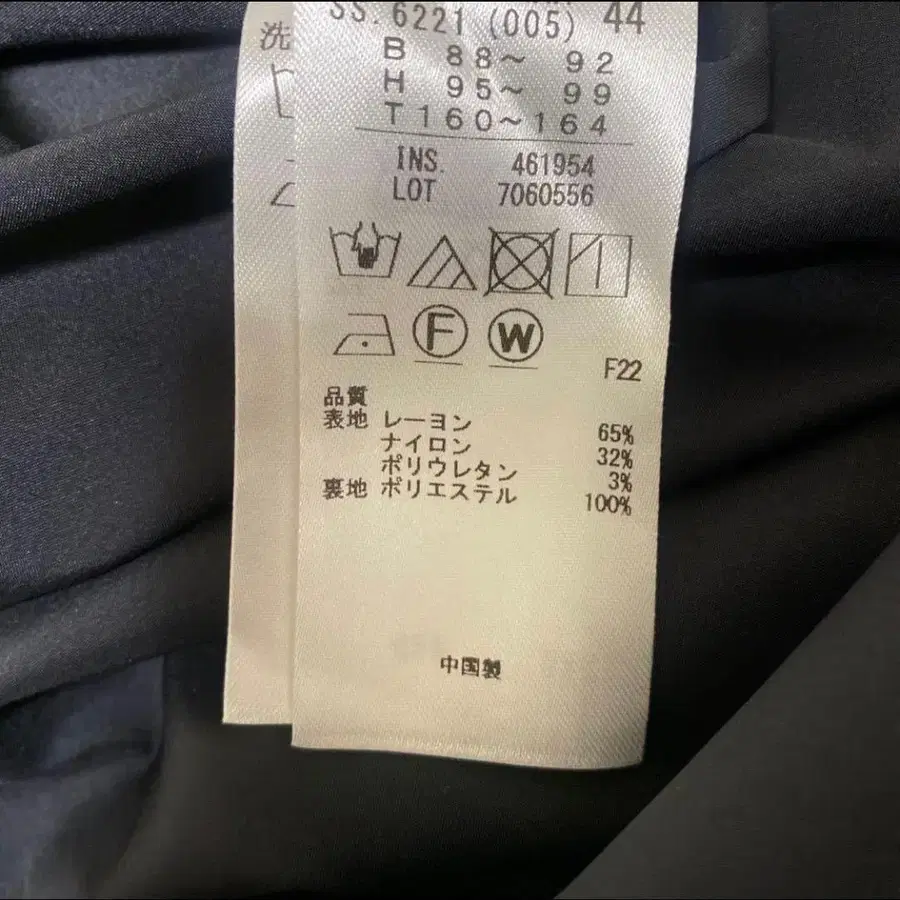 洗
SS. 6221 (005) 44
B 88～ 92
H 95～ 99
T160～164
INS. 461954
LOT 7060556
F
W
F22
品質
表地 レーヨン 65%
ナイロン 32%
ポリウレタン 3%
裏地 ポリエステル 100%
中国製